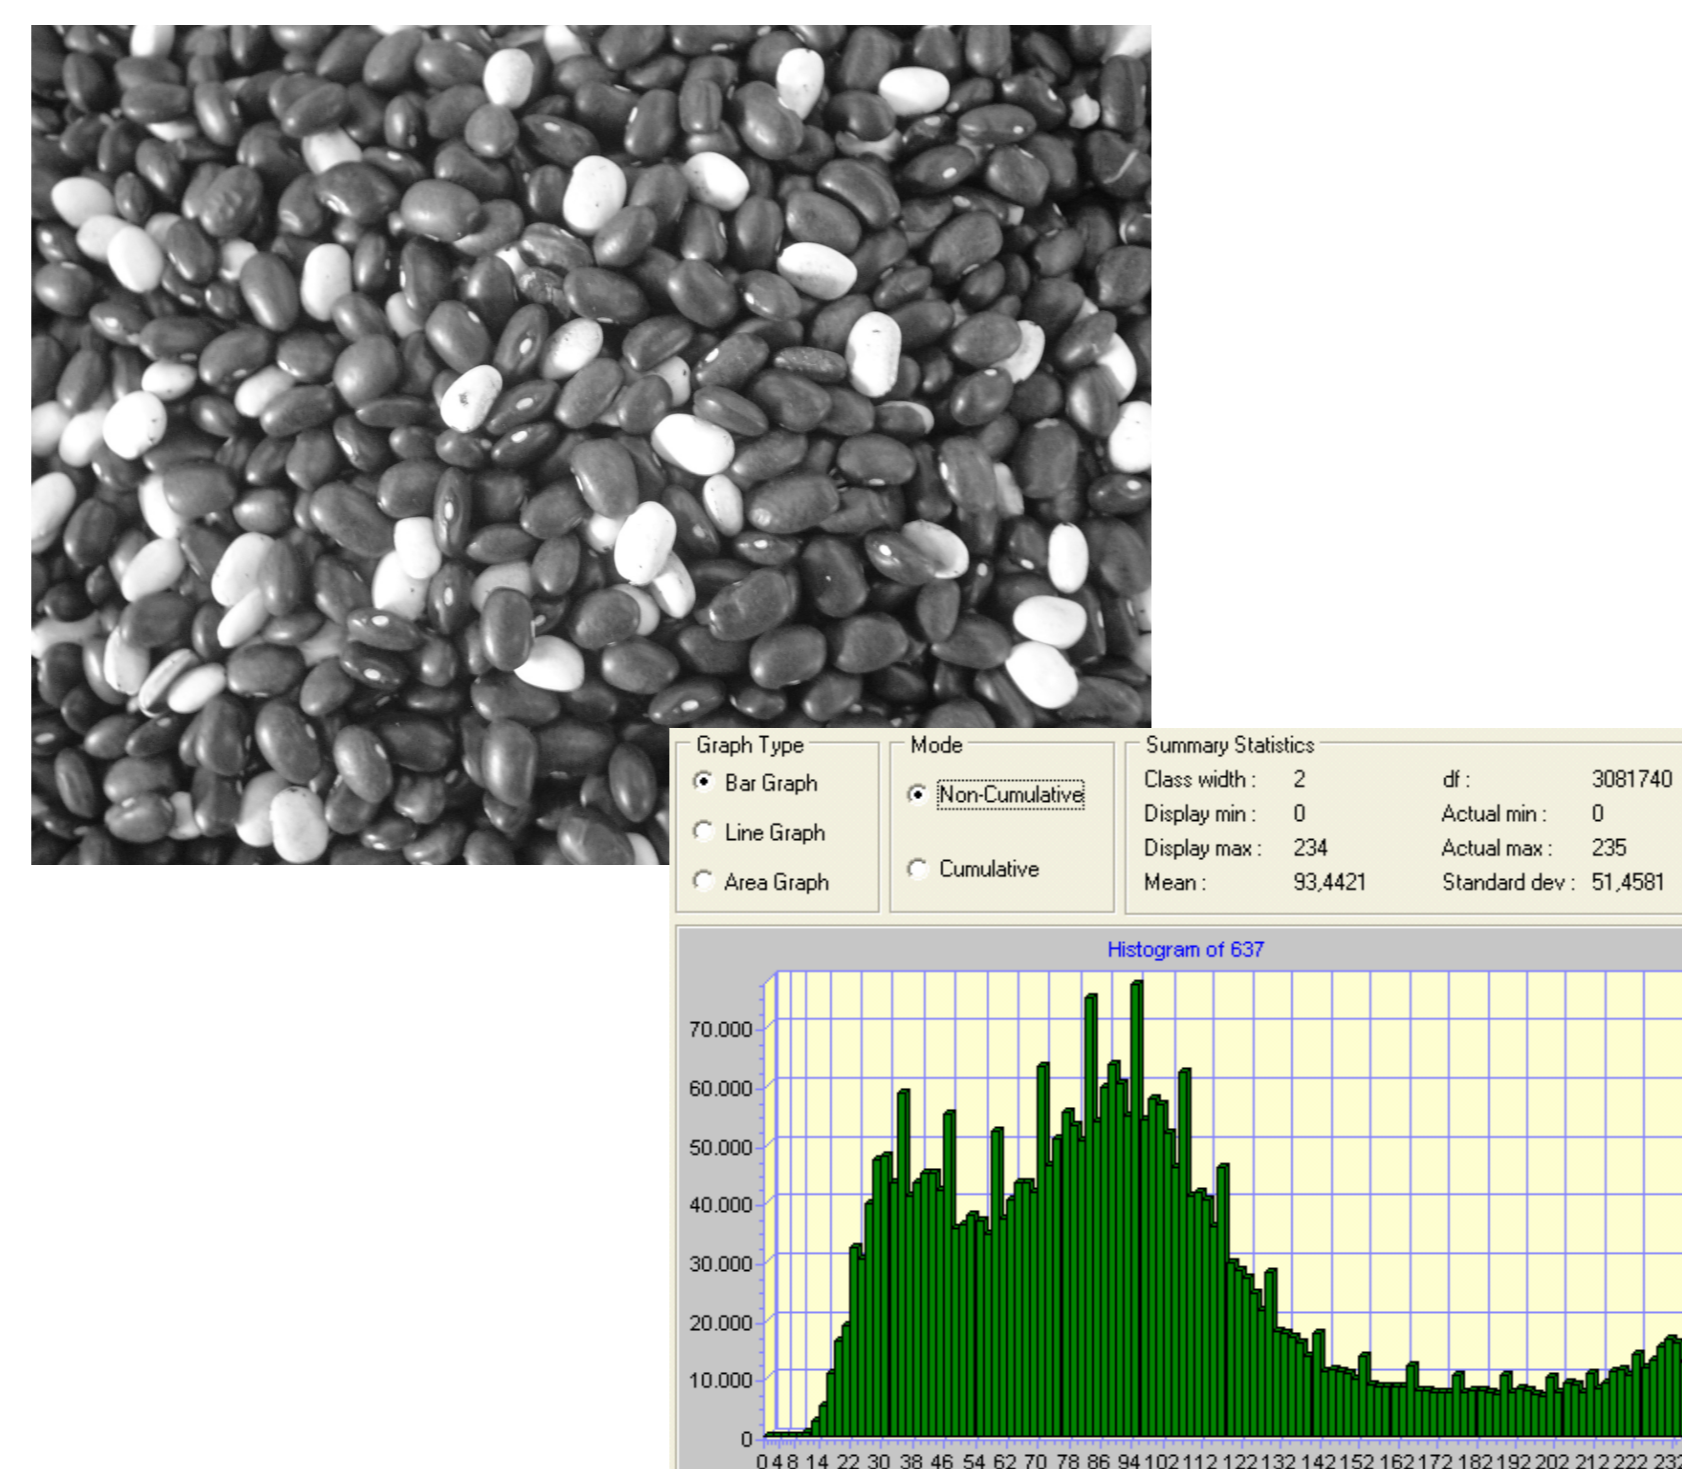 Graph Type
Bar Graph
Line Graph
Area Graph
Mode
Non-Cumulative
Cumulative
Summary Statistics
Class width : 2 df : 3081740
Display min : 0 Actual min : 0
Display max : 234 Actual max : 235
Mean : 93,4421 Standard dev : 51,4581
Histogram of 637
70.000
60.000
50.000
40.000
30.000
20.000
10.000
0
0 4 8 14 22 30 38 46 54 62 70 78 86 94 102 112 122 132 142 152 162 172 182 192 202 212 222 232